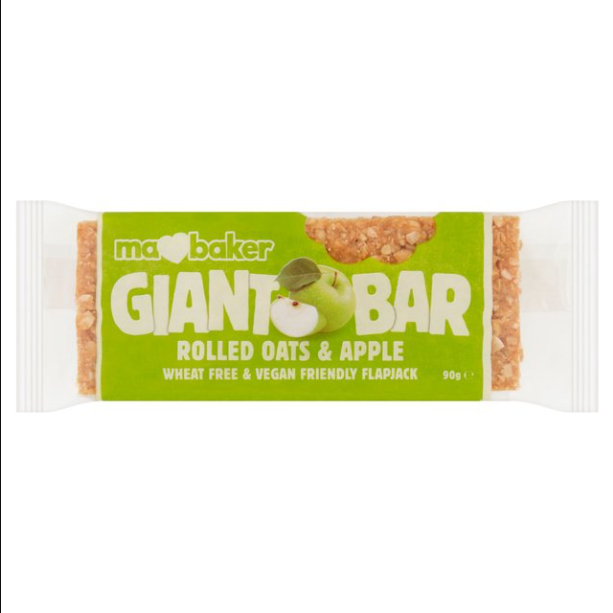 ma baker
GIANT BAR
ROLLED OATS & APPLE
WHEAT FREE & VEGAN FRIENDLY FLAPJACK 90g